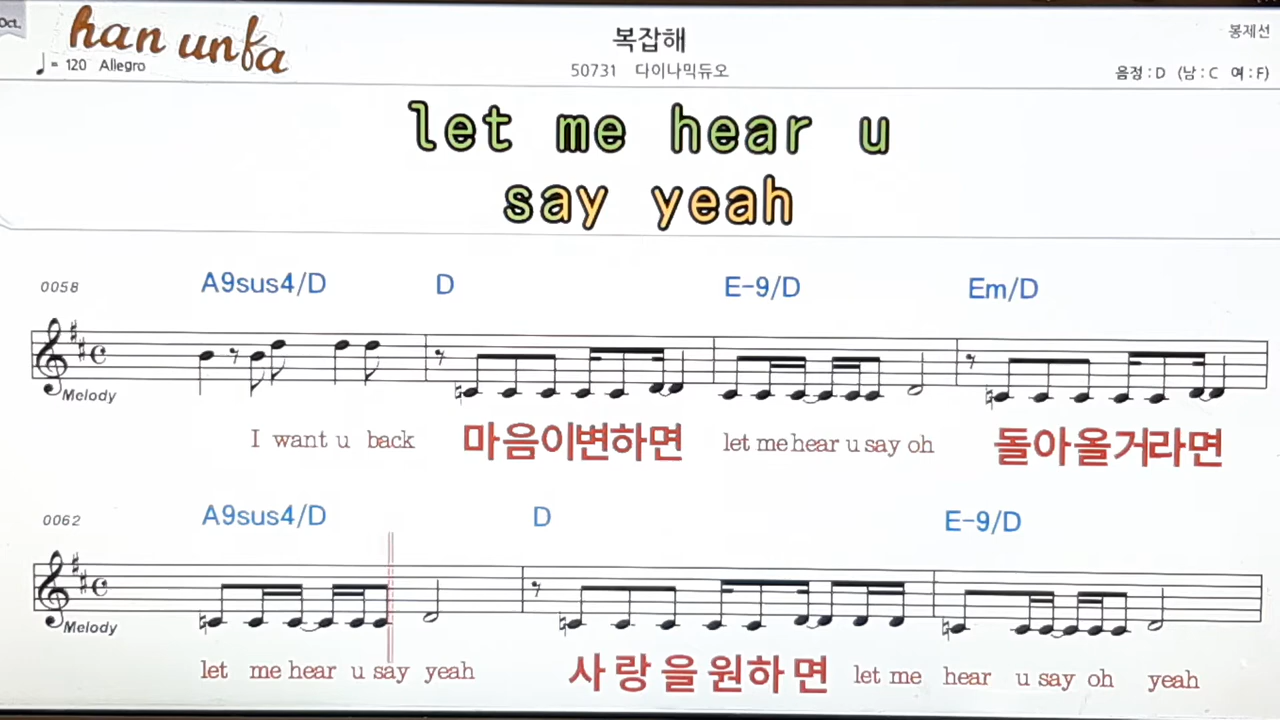 Oct.
han unfa
♩ = 120 Allegro
복잡해
봉제선
50731 다이나믹듀오
음정 : D (남 : C 여 : F)
let me hear u
say yeah
0058 A9sus4/D D E-9/D Em/D
Melody
I want u back 마음이변하면 let me hear u say oh 돌아올거라면
0062 A9sus4/D D E-9/D
Melody
let me hear u say yeah 사랑을원하면 let me hear u say oh yeah